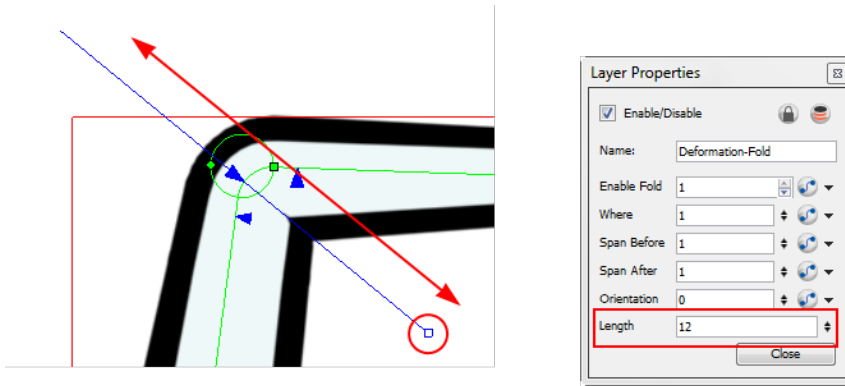 Layer Properties
Enable/Disable
Name: Deformation-Fold
Enable Fold 1
Where 1
Span Before 1
Span After 1
Orientation 0
Length 12
Close